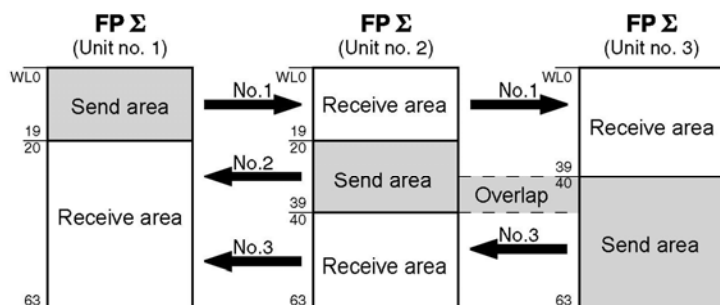 FP Σ
(Unit no. 1)
FP Σ
(Unit no. 2)
FP Σ
(Unit no. 3)
WL0
Send area
19
20
Receive area
63
No.1
No.2
No.3
WL0
Receive area
19
20
Send area
39
40
Receive area
63
No.1
Overlap
No.3
WL0
Receive area
39
40
Send area
63